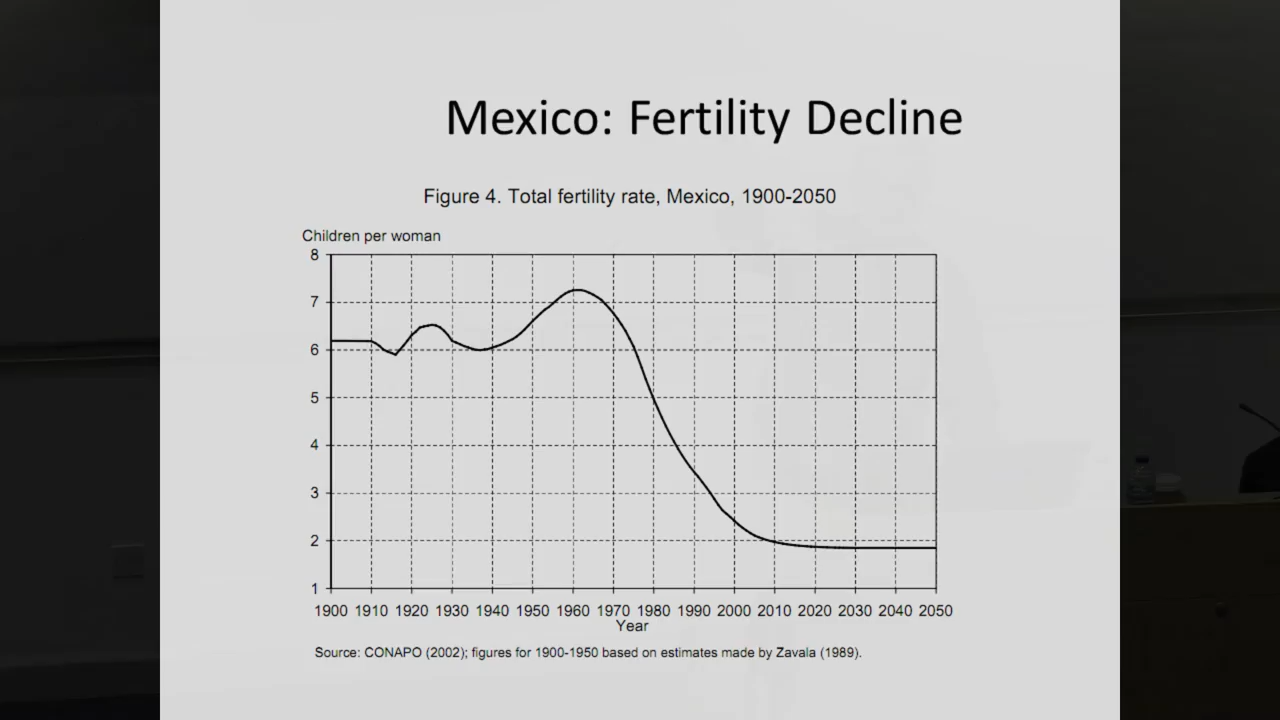 Mexico: Fertility Decline
Figure 4. Total fertility rate, Mexico, 1900-2050
Children per woman
8
7
6
5
4
3
2
1
1900 1910 1920 1930 1940 1950 1960 1970 1980 1990 2000 2010 2020 2030 2040 2050
Year
Source: CONAPO (2002); figures for 1900-1950 based on estimates made by Zavala (1989).